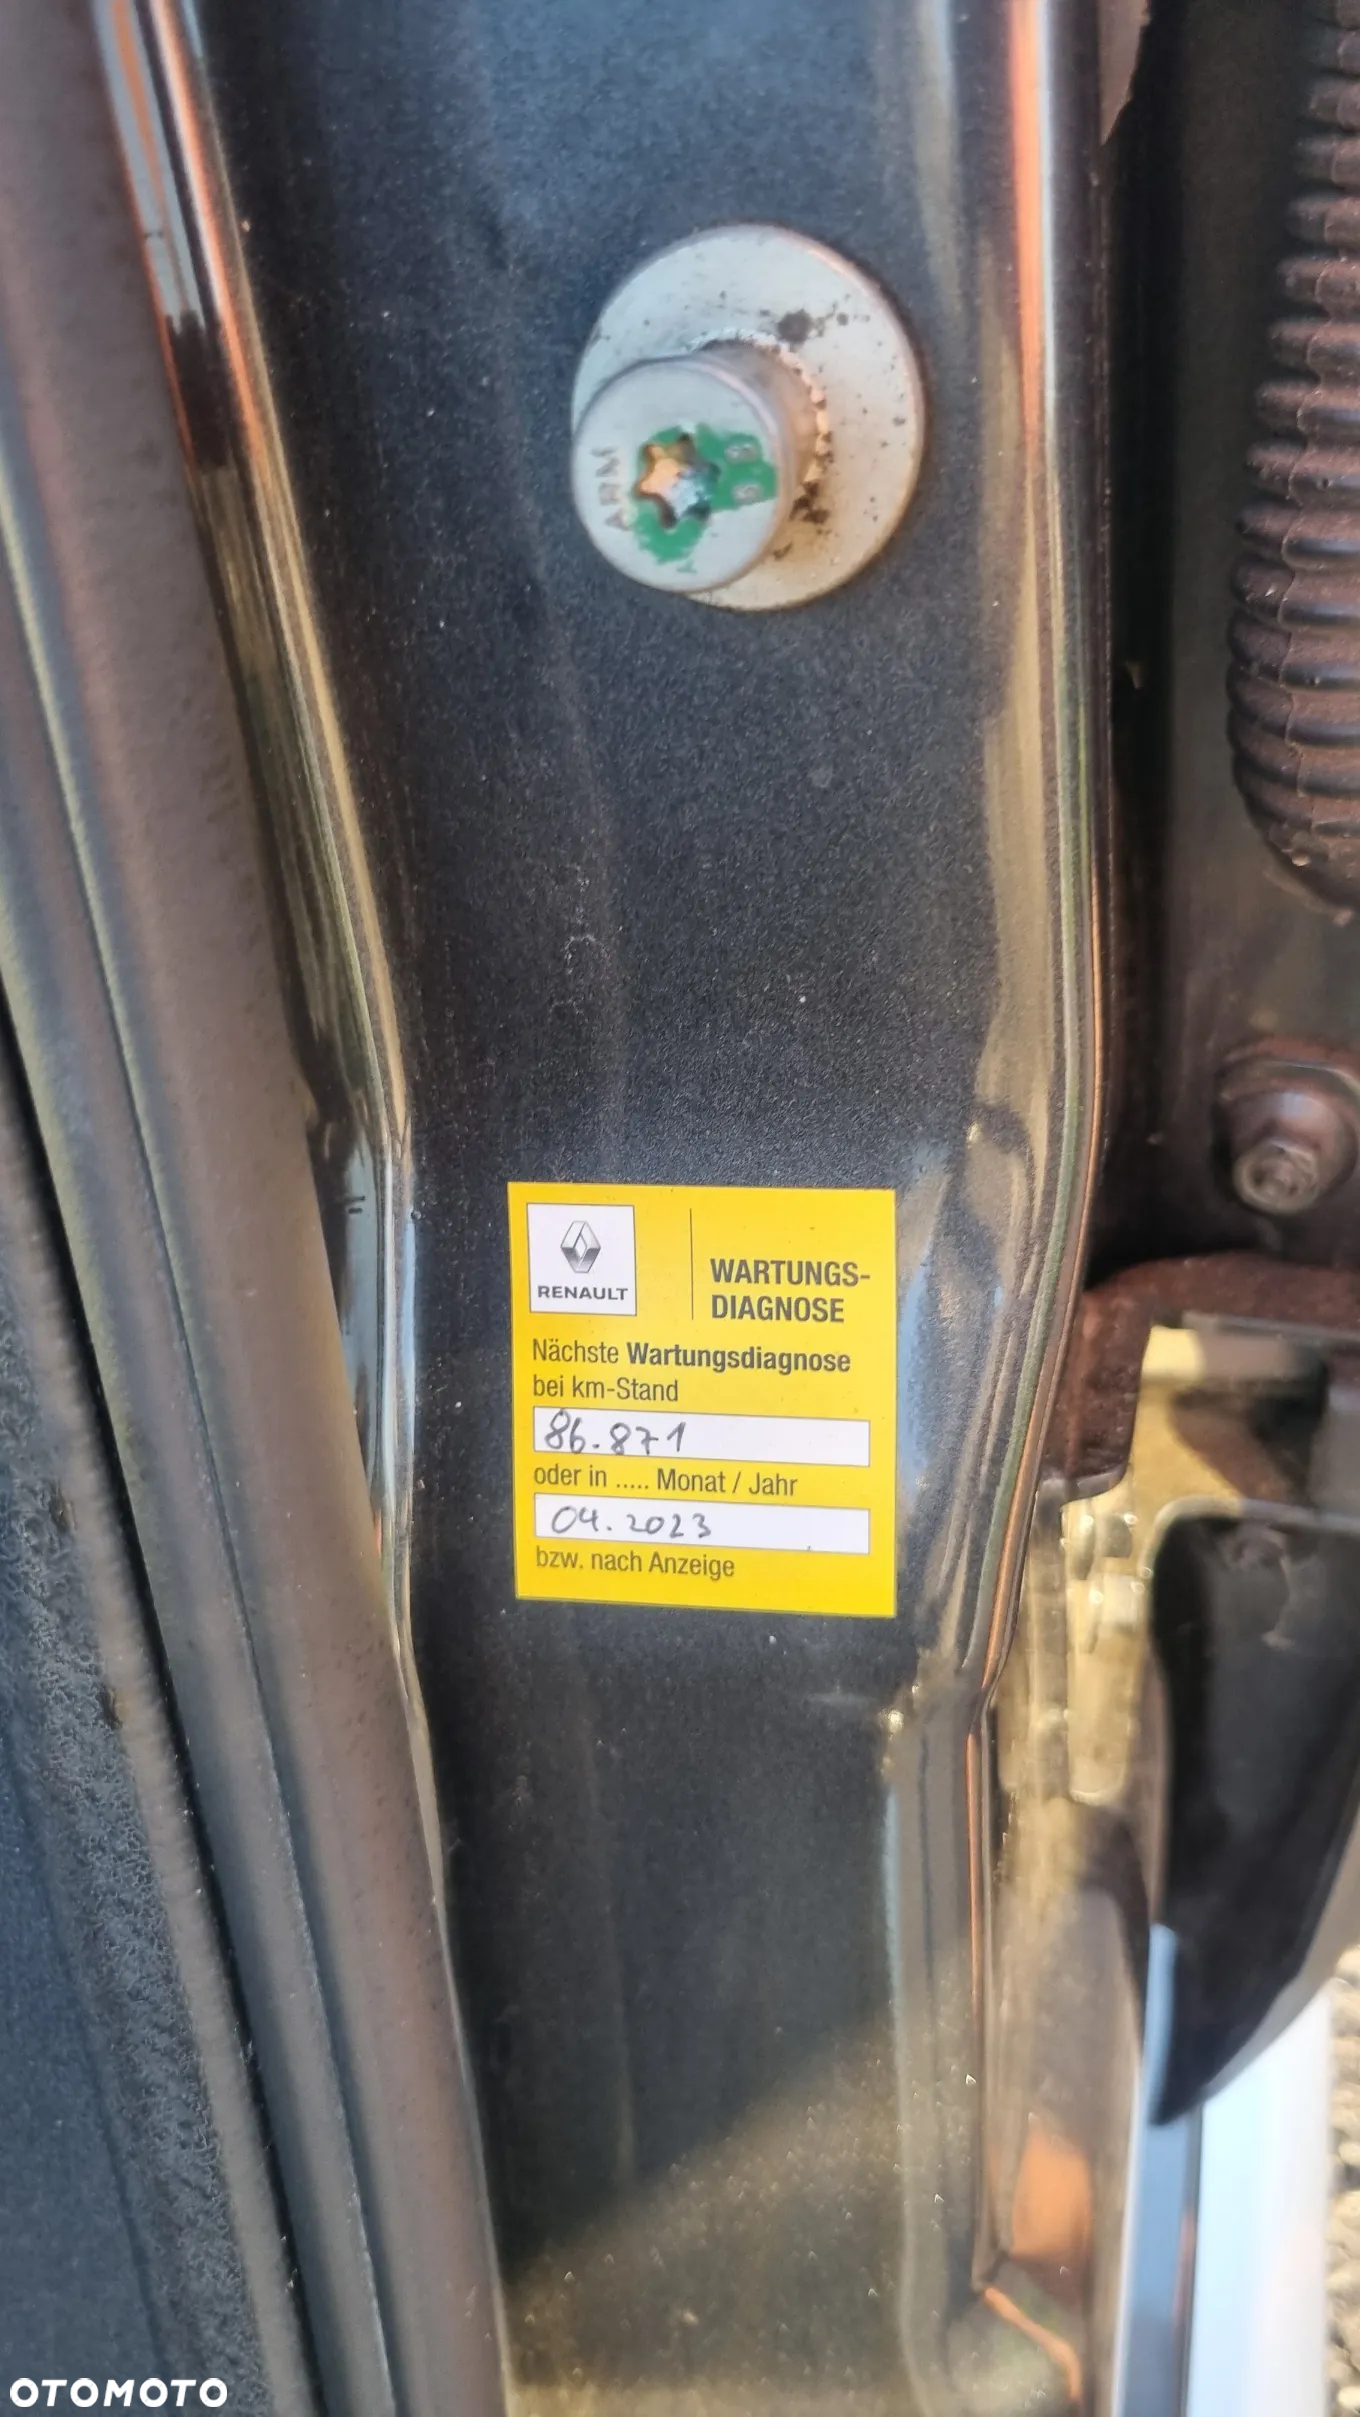 ARM
RENAULT
WARTUNGS-
DIAGNOSE
Nächste Wartungsdiagnose
bei km-Stand
86.871
oder in ..... Monat / Jahr
04.2023
bzw. nach Anzeige
OTOMOTO